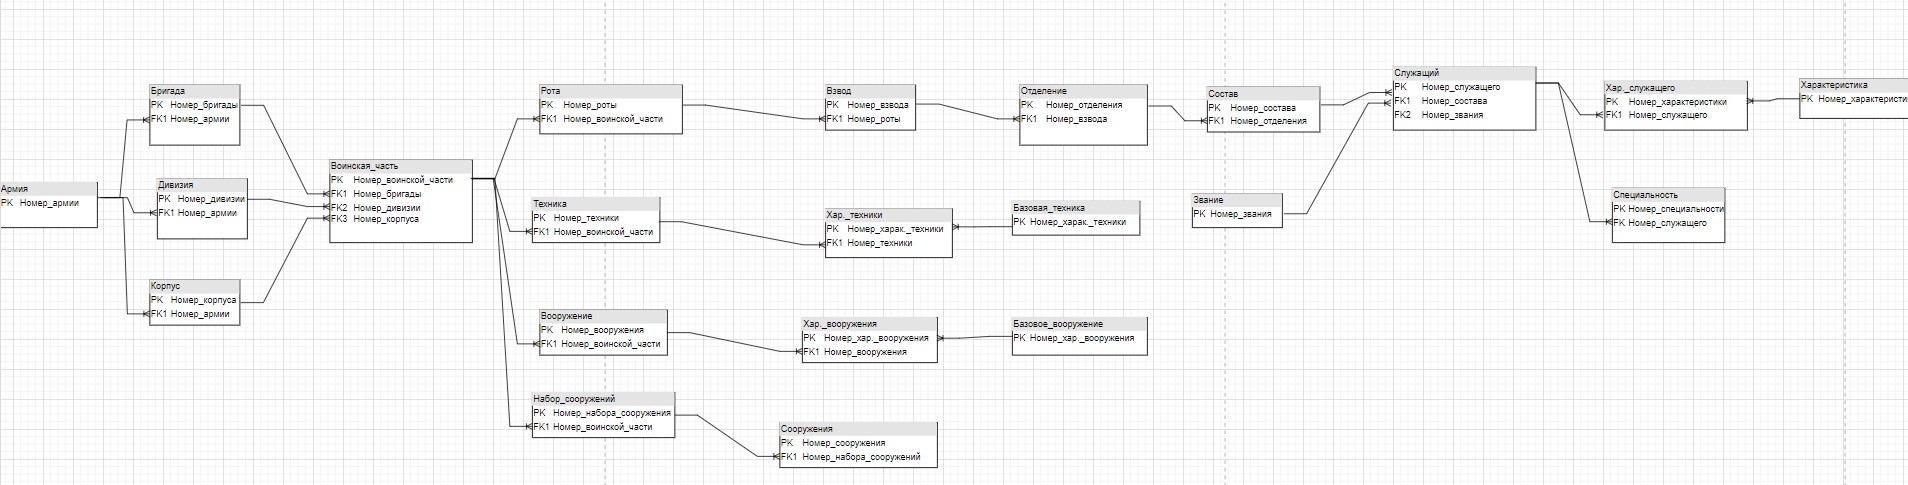 Армия
PK Номер_армии
Бригада
PK Номер_бригады
FK1 Номер_армии
Дивизия
PK Номер_дивизии
FK1 Номер_армии
Корпус
PK Номер_корпуса
FK1 Номер_армии
Воинская_часть
PK Номер_воинской_части
FK1 Номер_бригады
FK2 Номер_дивизии
FK3 Номер_корпуса
Рота
PK Номер_роты
FK1 Номер_воинской_части
Техника
PK Номер_техники
FK1 Номер_воинской_части
Вооружение
PK Номер_вооружения
FK1 Номер_воинской_части
Набор_сооружений
PK Номер_набора_сооружения
FK1 Номер_воинской_части
Взвод
PK Номер_взвода
FK1 Номер_роты
Хар._техники
PK Номер_харак._техники
FK1 Номер_техники
Хар._вооружения
PK Номер_хар._вооружения
FK1 Номер_вооружения
Сооружения
PK Номер_сооружения
FK1 Номер_набора_сооружений
Отделение
PK Номер_отделения
FK1 Номер_взвода
Базовая_техника
PK Номер_харак._техники
Базовое_вооружение
PK Номер_хар._вооружения
Состав
PK Номер_состава
FK1 Номер_отделения
Звание
PK Номер_звания
Служащий
PK Номер_служащего
FK1 Номер_состава
FK2 Номер_звания
Хар._служащего
PK Номер_характеристики
FK1 Номер_служащего
Специальность
PK Номер_специальности
FK Номер_служащего
Характеристика
PK Номер_характеристи